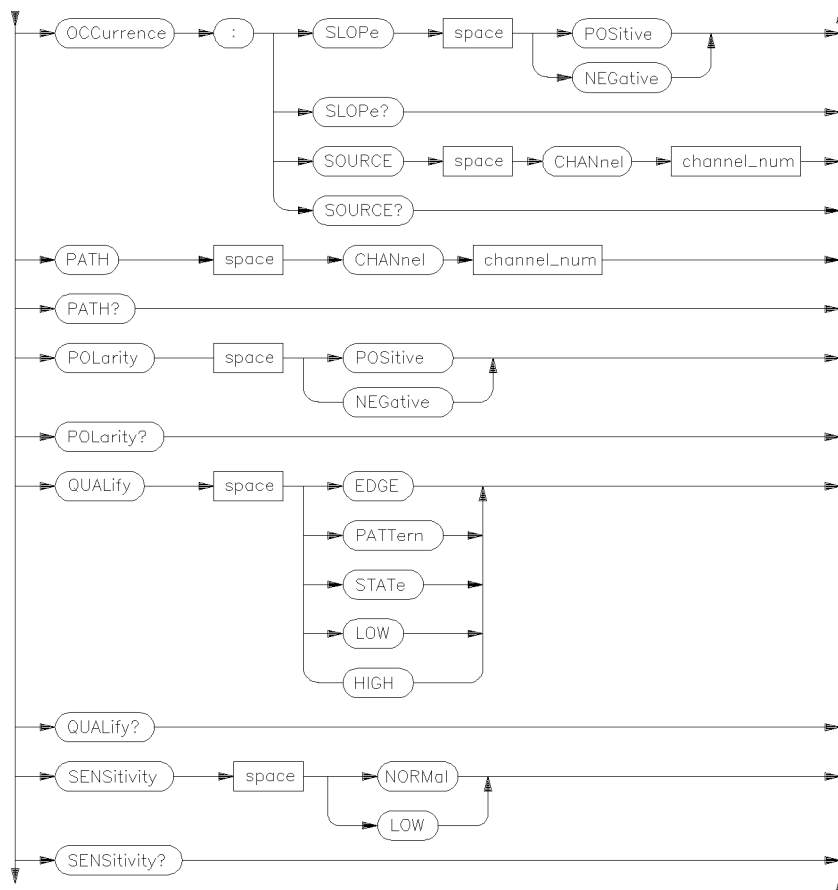 OCCurrence : SLOPe space POSitive
NEGative
SLOPe?
SOURCE space CHANnel channel_num
SOURCE?
PATH space CHANnel channel_num
PATH?
POLarity space POSitive
NEGative
POLarity?
QUALify space EDGE
PATTern
STATe
LOW
HIGH
QUALify?
SENSitivity space NORMal
LOW
SENSitivity?